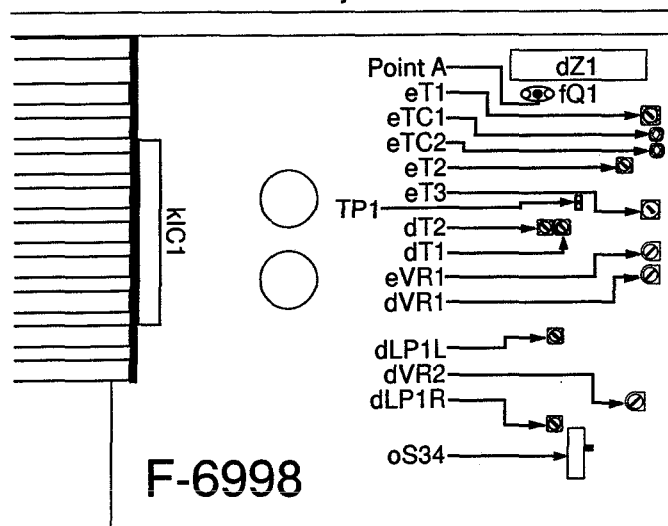 dZ1
Point A
fQ1
eT1
eTC1
eTC2
eT2
eT3
TP1
dT2
dT1
eVR1
dVR1
kIC1
dLP1L
dVR2
dLP1R
oS34
F-6998